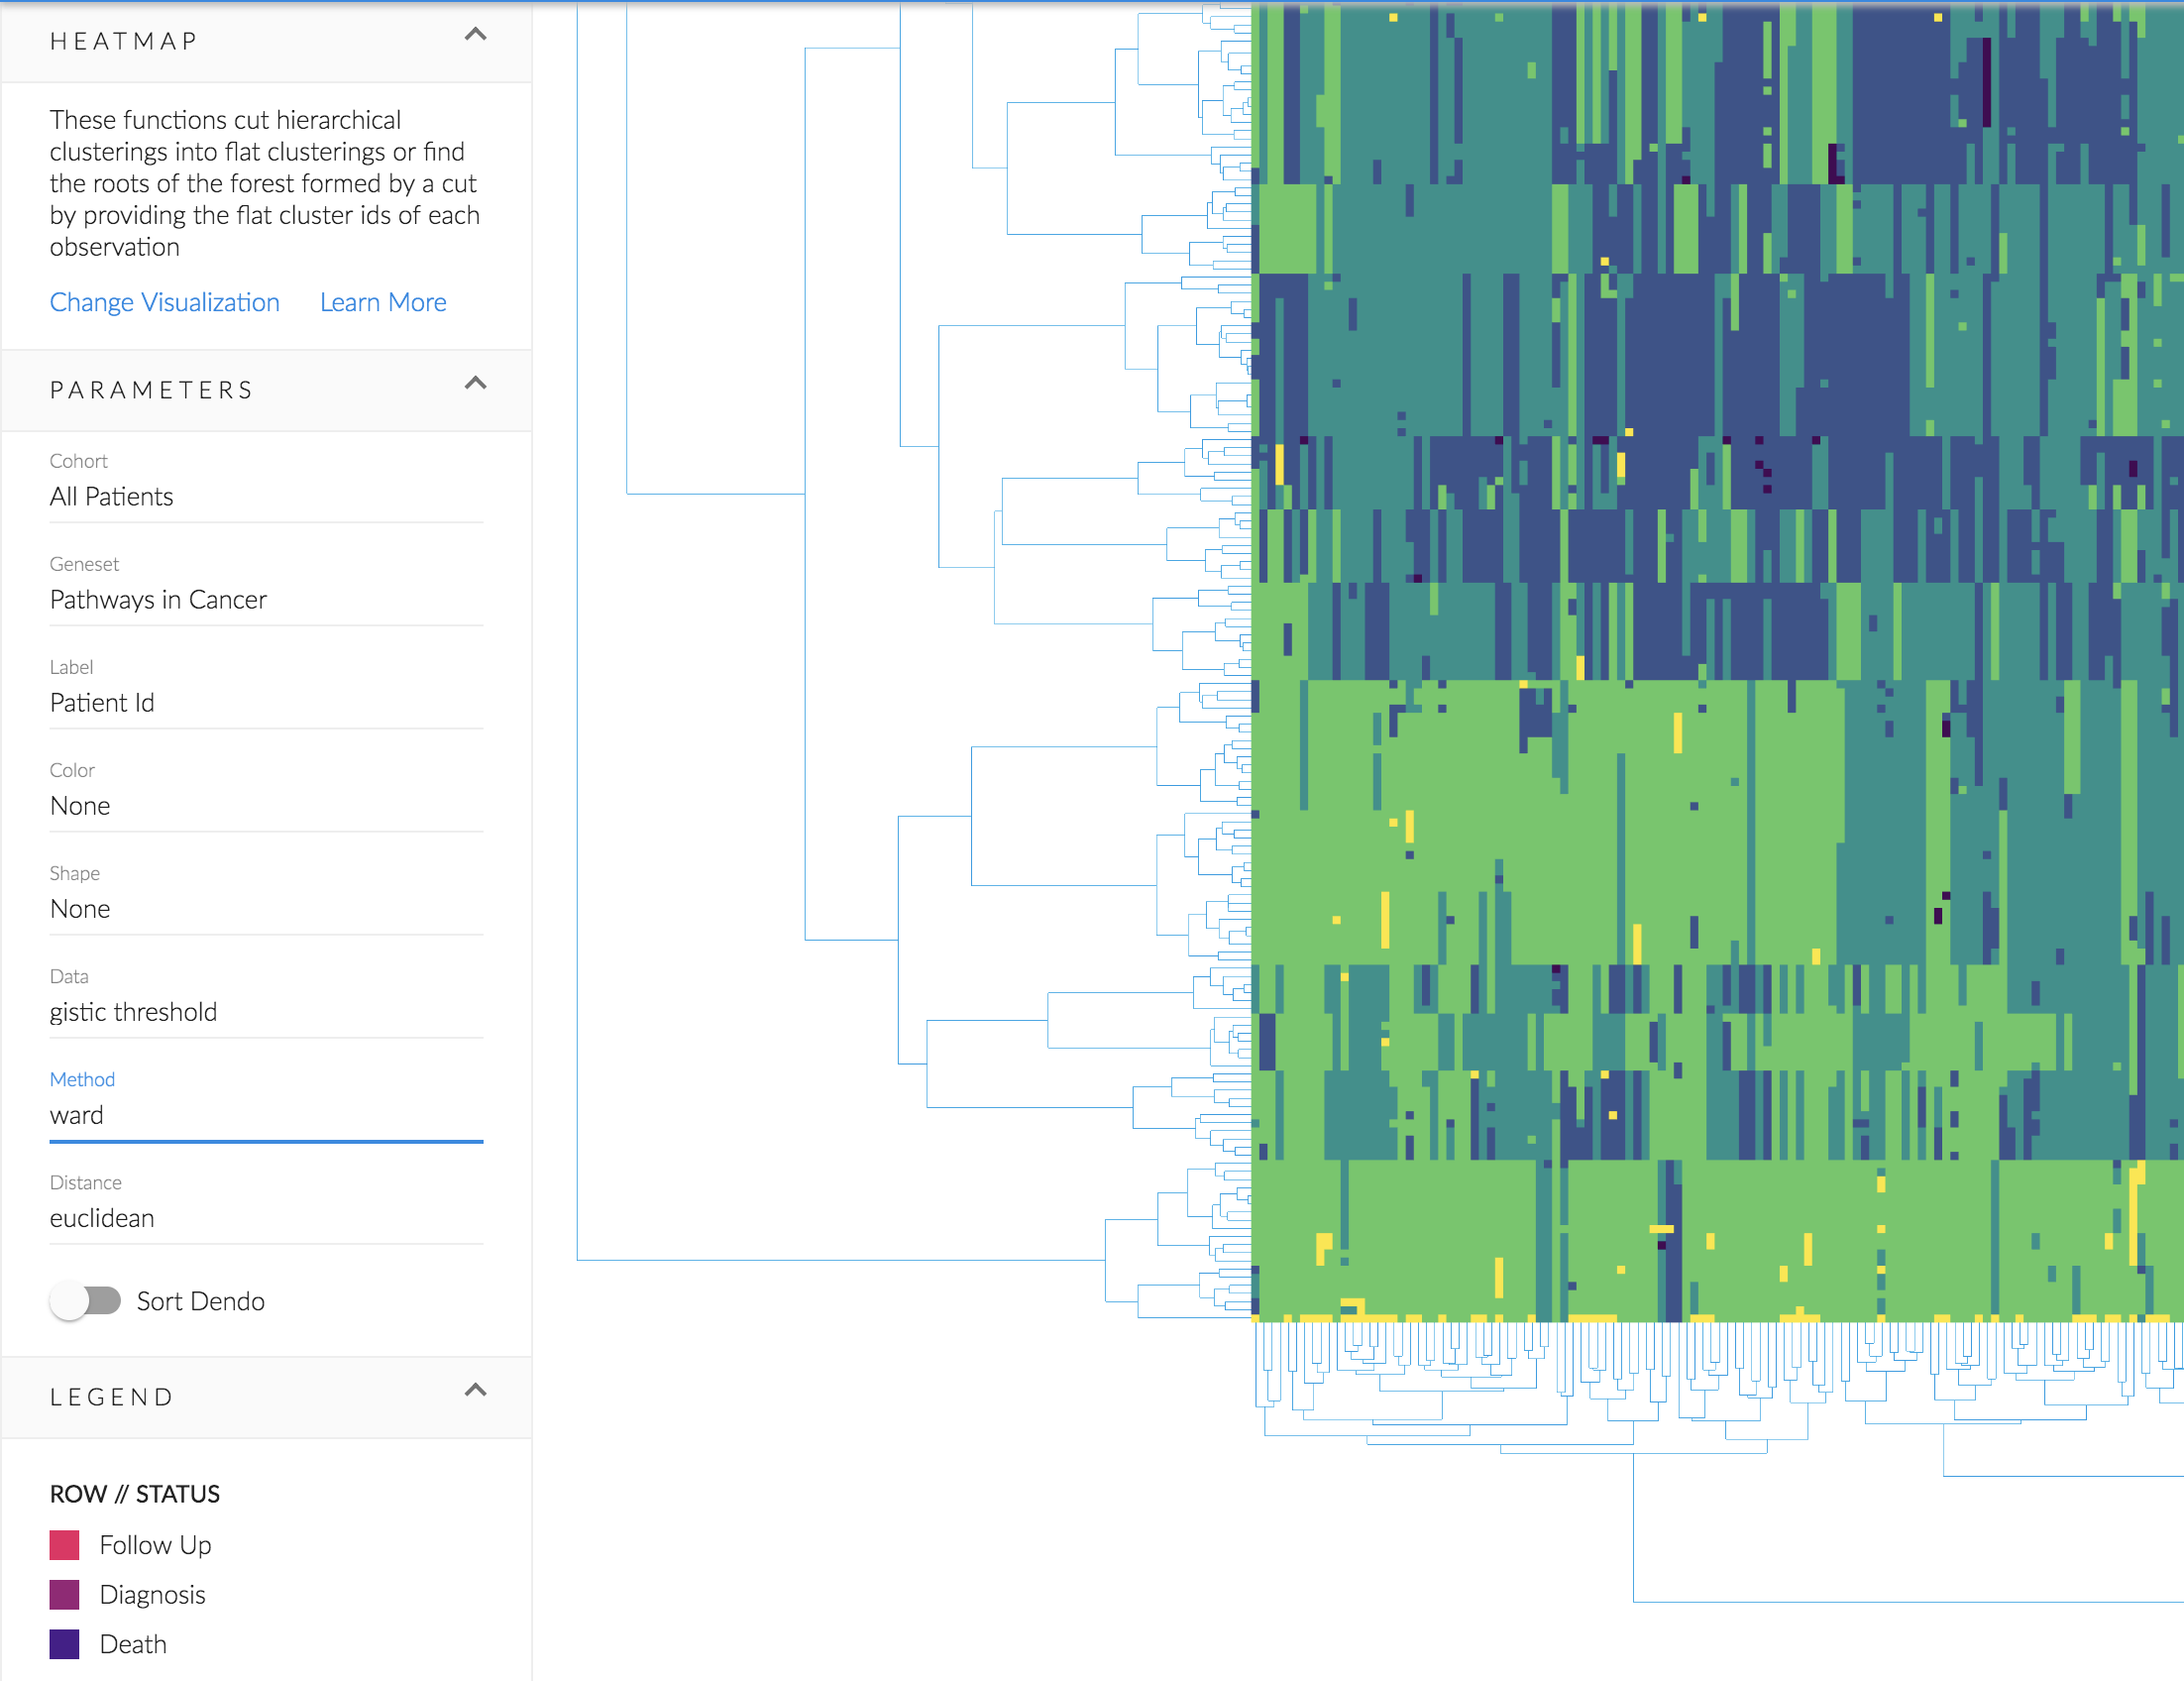 HEATMAP
These functions cut hierarchical
clusterings into flat clusterings or find
the roots of the forest formed by a cut
by providing the flat cluster ids of each
observation
Change Visualization Learn More
PARAMETERS
Cohort
All Patients
Geneset
Pathways in Cancer
Label
Patient Id
Color
None
Shape
None
Data
gistic threshold
Method
ward
Distance
euclidean
Sort Dendo
LEGEND
ROW // STATUS
Follow Up
Diagnosis
Death